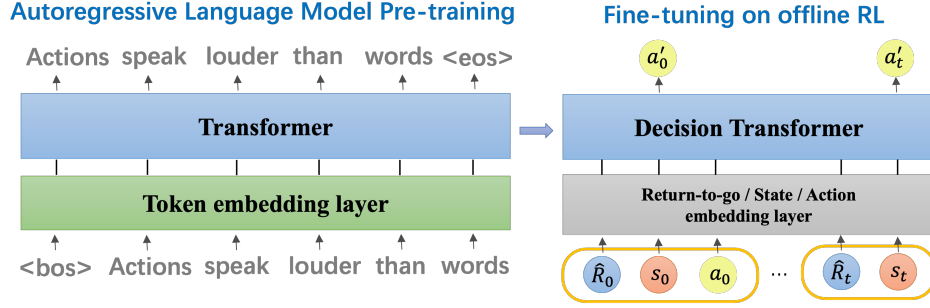 Autoregressive Language Model Pre-training
Actions speak louder than words <eos>
Transformer
Token embedding layer
<bos> Actions speak louder than words
Fine-tuning on offline RL
a′₀ a′ₜ
Decision Transformer
Return-to-go / State / Action
embedding layer
R̂₀ s₀ a₀ ... R̂ₜ sₜ